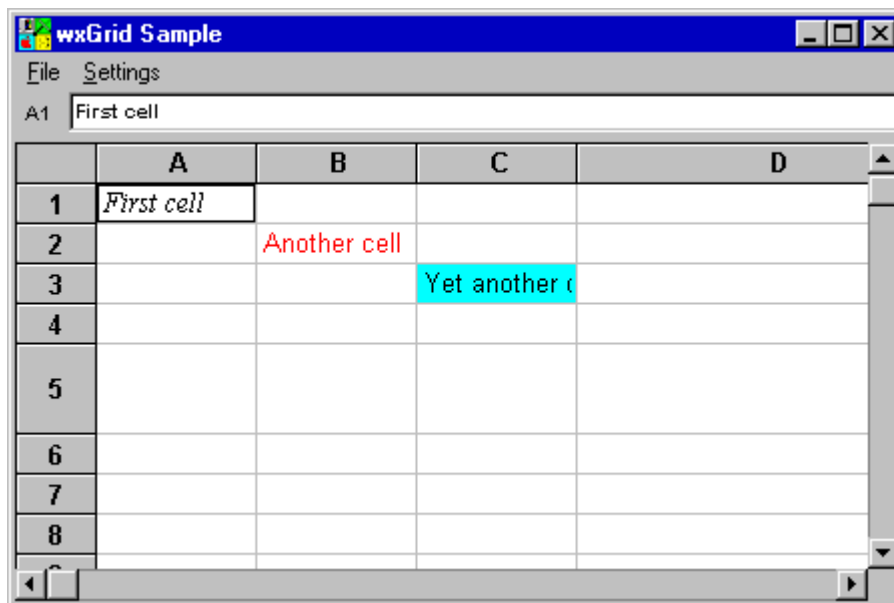 wxGrid Sample
File Settings
A1 First cell
A B C D
1 First cell
2 Another cell
3 Yet another
4
5
6
7
8